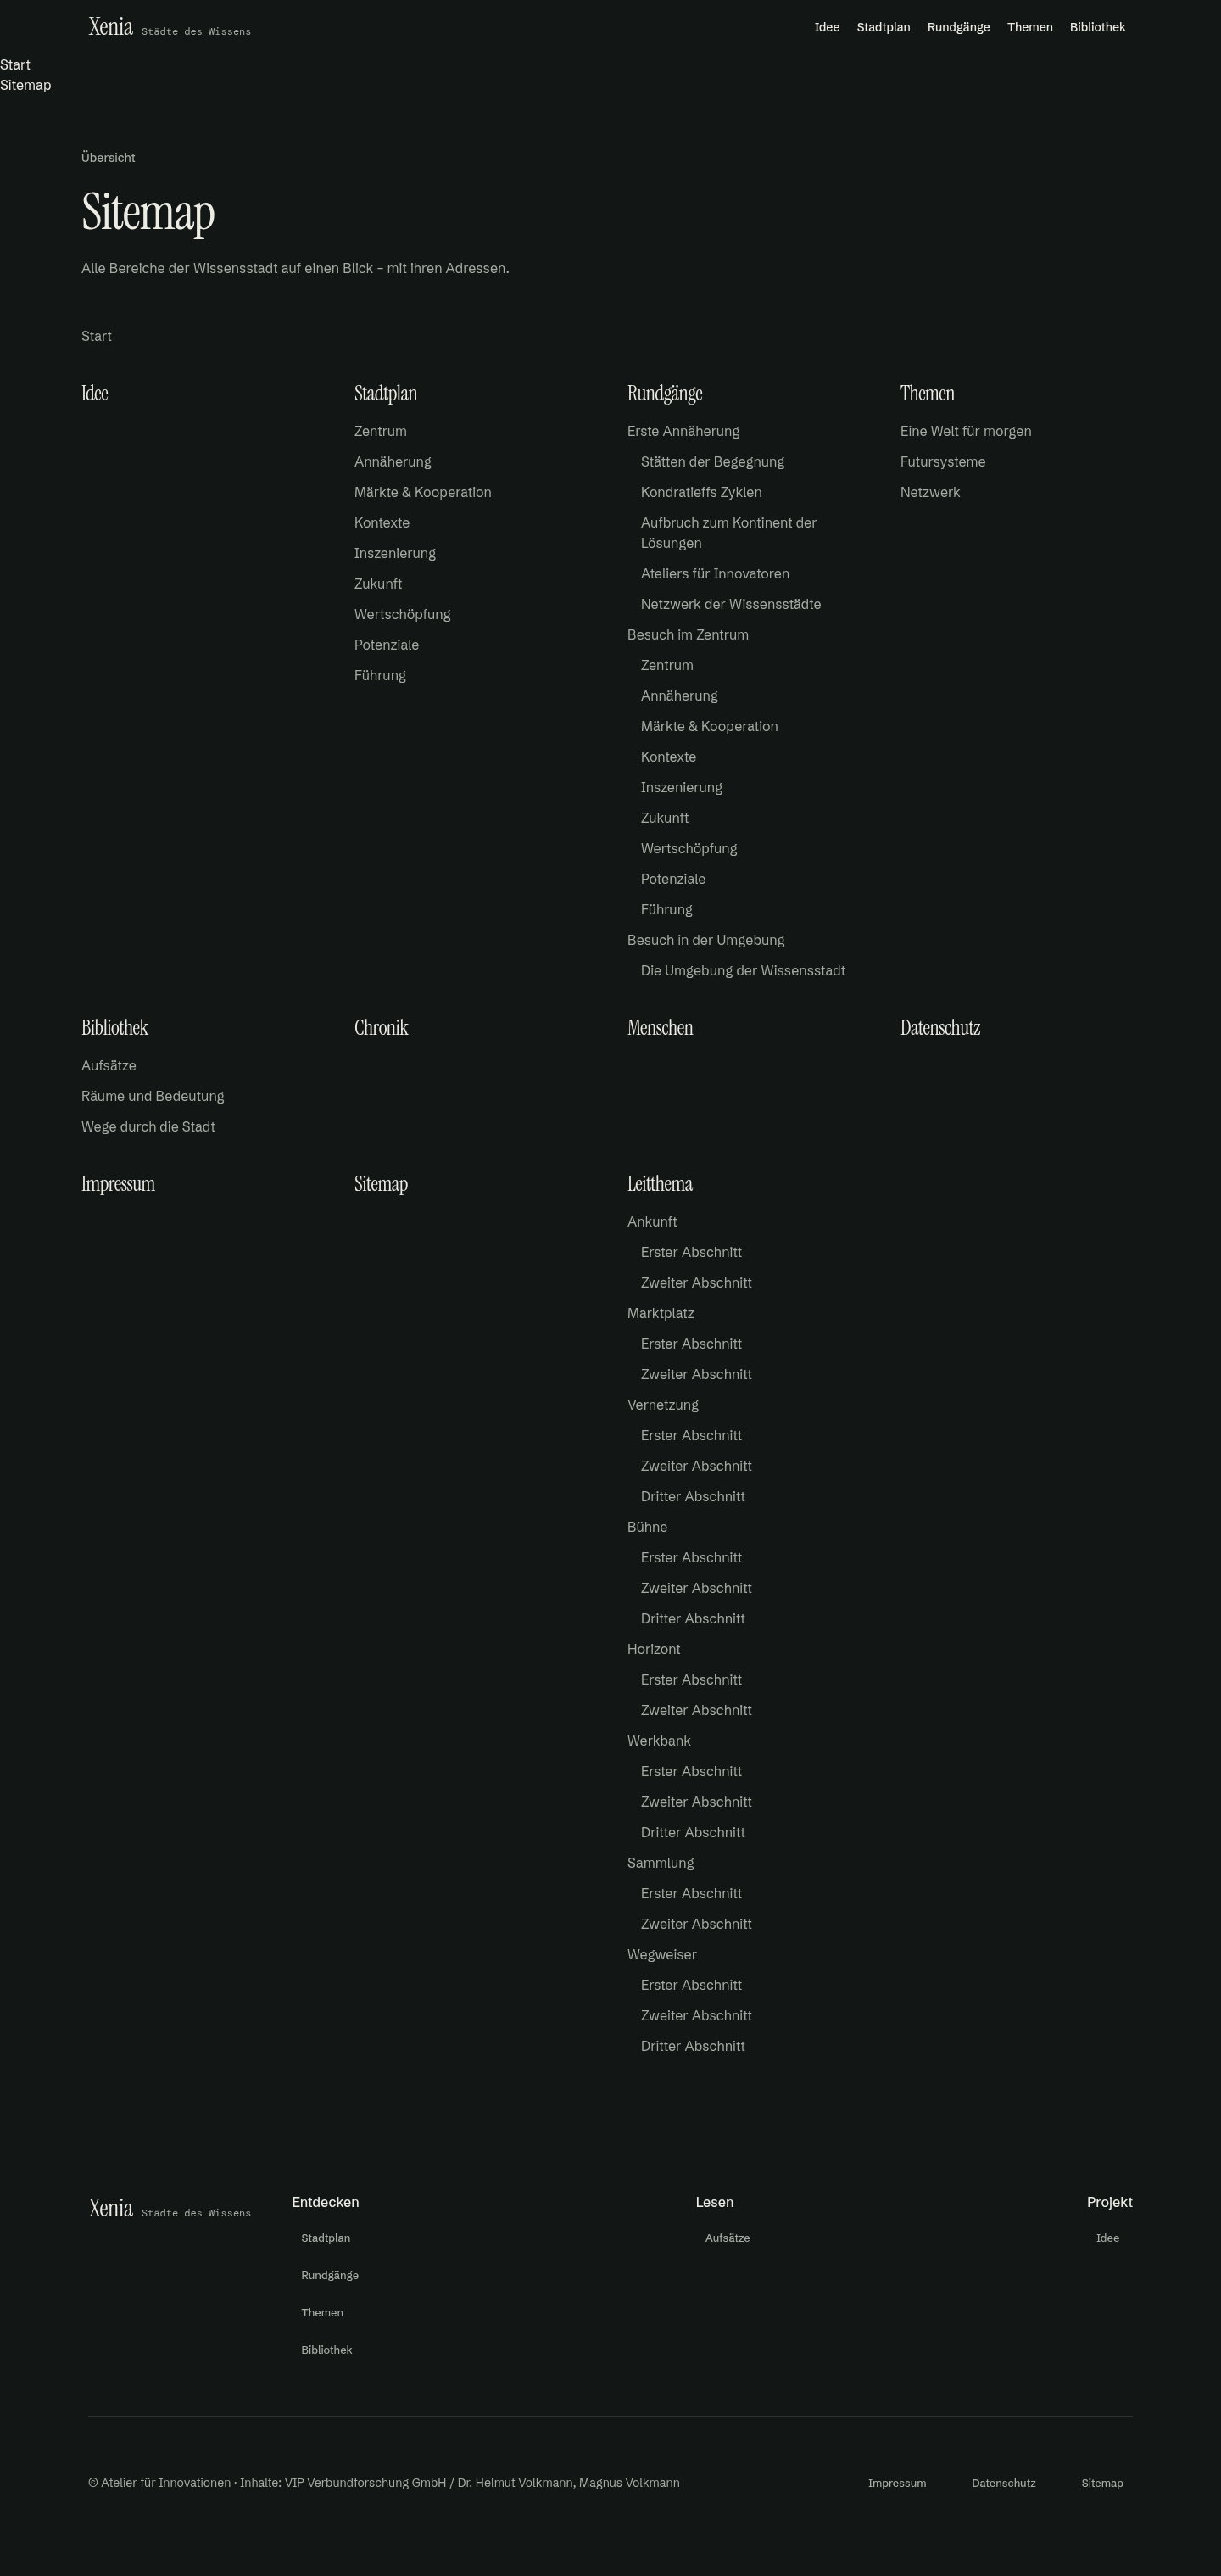 Xenia Städte des Wissens
Idee Stadtplan Rundgänge Themen Bibliothek
Start
Sitemap
Übersicht
Sitemap
Alle Bereiche der Wissensstadt auf einen Blick – mit ihren Adressen.
Start
Idee
Stadtplan
Zentrum
Annäherung
Märkte & Kooperation
Kontexte
Inszenierung
Zukunft
Wertschöpfung
Potenziale
Führung
Rundgänge
Erste Annäherung
Stätten der Begegnung
Kondratieffs Zyklen
Aufbruch zum Kontinent der
Lösungen
Ateliers für Innovatoren
Netzwerk der Wissensstädte
Besuch im Zentrum
Zentrum
Annäherung
Märkte & Kooperation
Kontexte
Inszenierung
Zukunft
Wertschöpfung
Potenziale
Führung
Besuch in der Umgebung
Die Umgebung der Wissensstadt
Themen
Eine Welt für morgen
Futursysteme
Netzwerk
Bibliothek
Aufsätze
Räume und Bedeutung
Wege durch die Stadt
Chronik
Menschen
Datenschutz
Impressum
Sitemap
Leitthema
Ankunft
Erster Abschnitt
Zweiter Abschnitt
Marktplatz
Erster Abschnitt
Zweiter Abschnitt
Vernetzung
Erster Abschnitt
Zweiter Abschnitt
Dritter Abschnitt
Bühne
Erster Abschnitt
Zweiter Abschnitt
Dritter Abschnitt
Horizont
Erster Abschnitt
Zweiter Abschnitt
Werkbank
Erster Abschnitt
Zweiter Abschnitt
Dritter Abschnitt
Sammlung
Erster Abschnitt
Zweiter Abschnitt
Wegweiser
Erster Abschnitt
Zweiter Abschnitt
Dritter Abschnitt
Xenia Städte des Wissens
Entdecken
Stadtplan
Rundgänge
Themen
Bibliothek
Lesen
Aufsätze
Projekt
Idee
© Atelier für Innovationen · Inhalte: VIP Verbundforschung GmbH / Dr. Helmut Volkmann, Magnus Volkmann
Impressum Datenschutz Sitemap